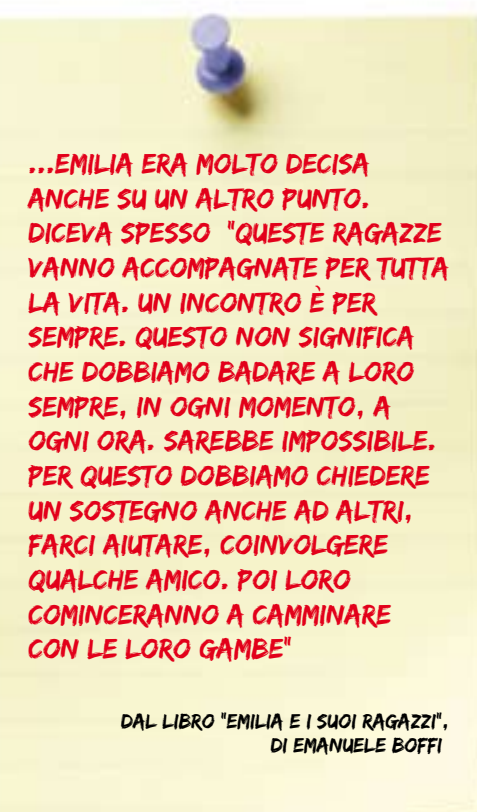 ...EMILIA ERA MOLTO DECISA
ANCHE SU UN ALTRO PUNTO.
DICEVA SPESSO "QUESTE RAGAZZE
VANNO ACCOMPAGNATE PER TUTTA
LA VITA. UN INCONTRO È PER
SEMPRE. QUESTO NON SIGNIFICA
CHE DOBBIAMO BADARE A LORO
SEMPRE, IN OGNI MOMENTO, A
OGNI ORA. SAREBBE IMPOSSIBILE.
PER QUESTO DOBBIAMO CHIEDERE
UN SOSTEGNO ANCHE AD ALTRI,
FARCI AIUTARE, COINVOLGERE
QUALCHE AMICO. POI LORO
COMINCERANNO A CAMMINARE
CON LE LORO GAMBE"
DAL LIBRO "EMILIA E I SUOI RAGAZZI",
DI EMANUELE BOFFI